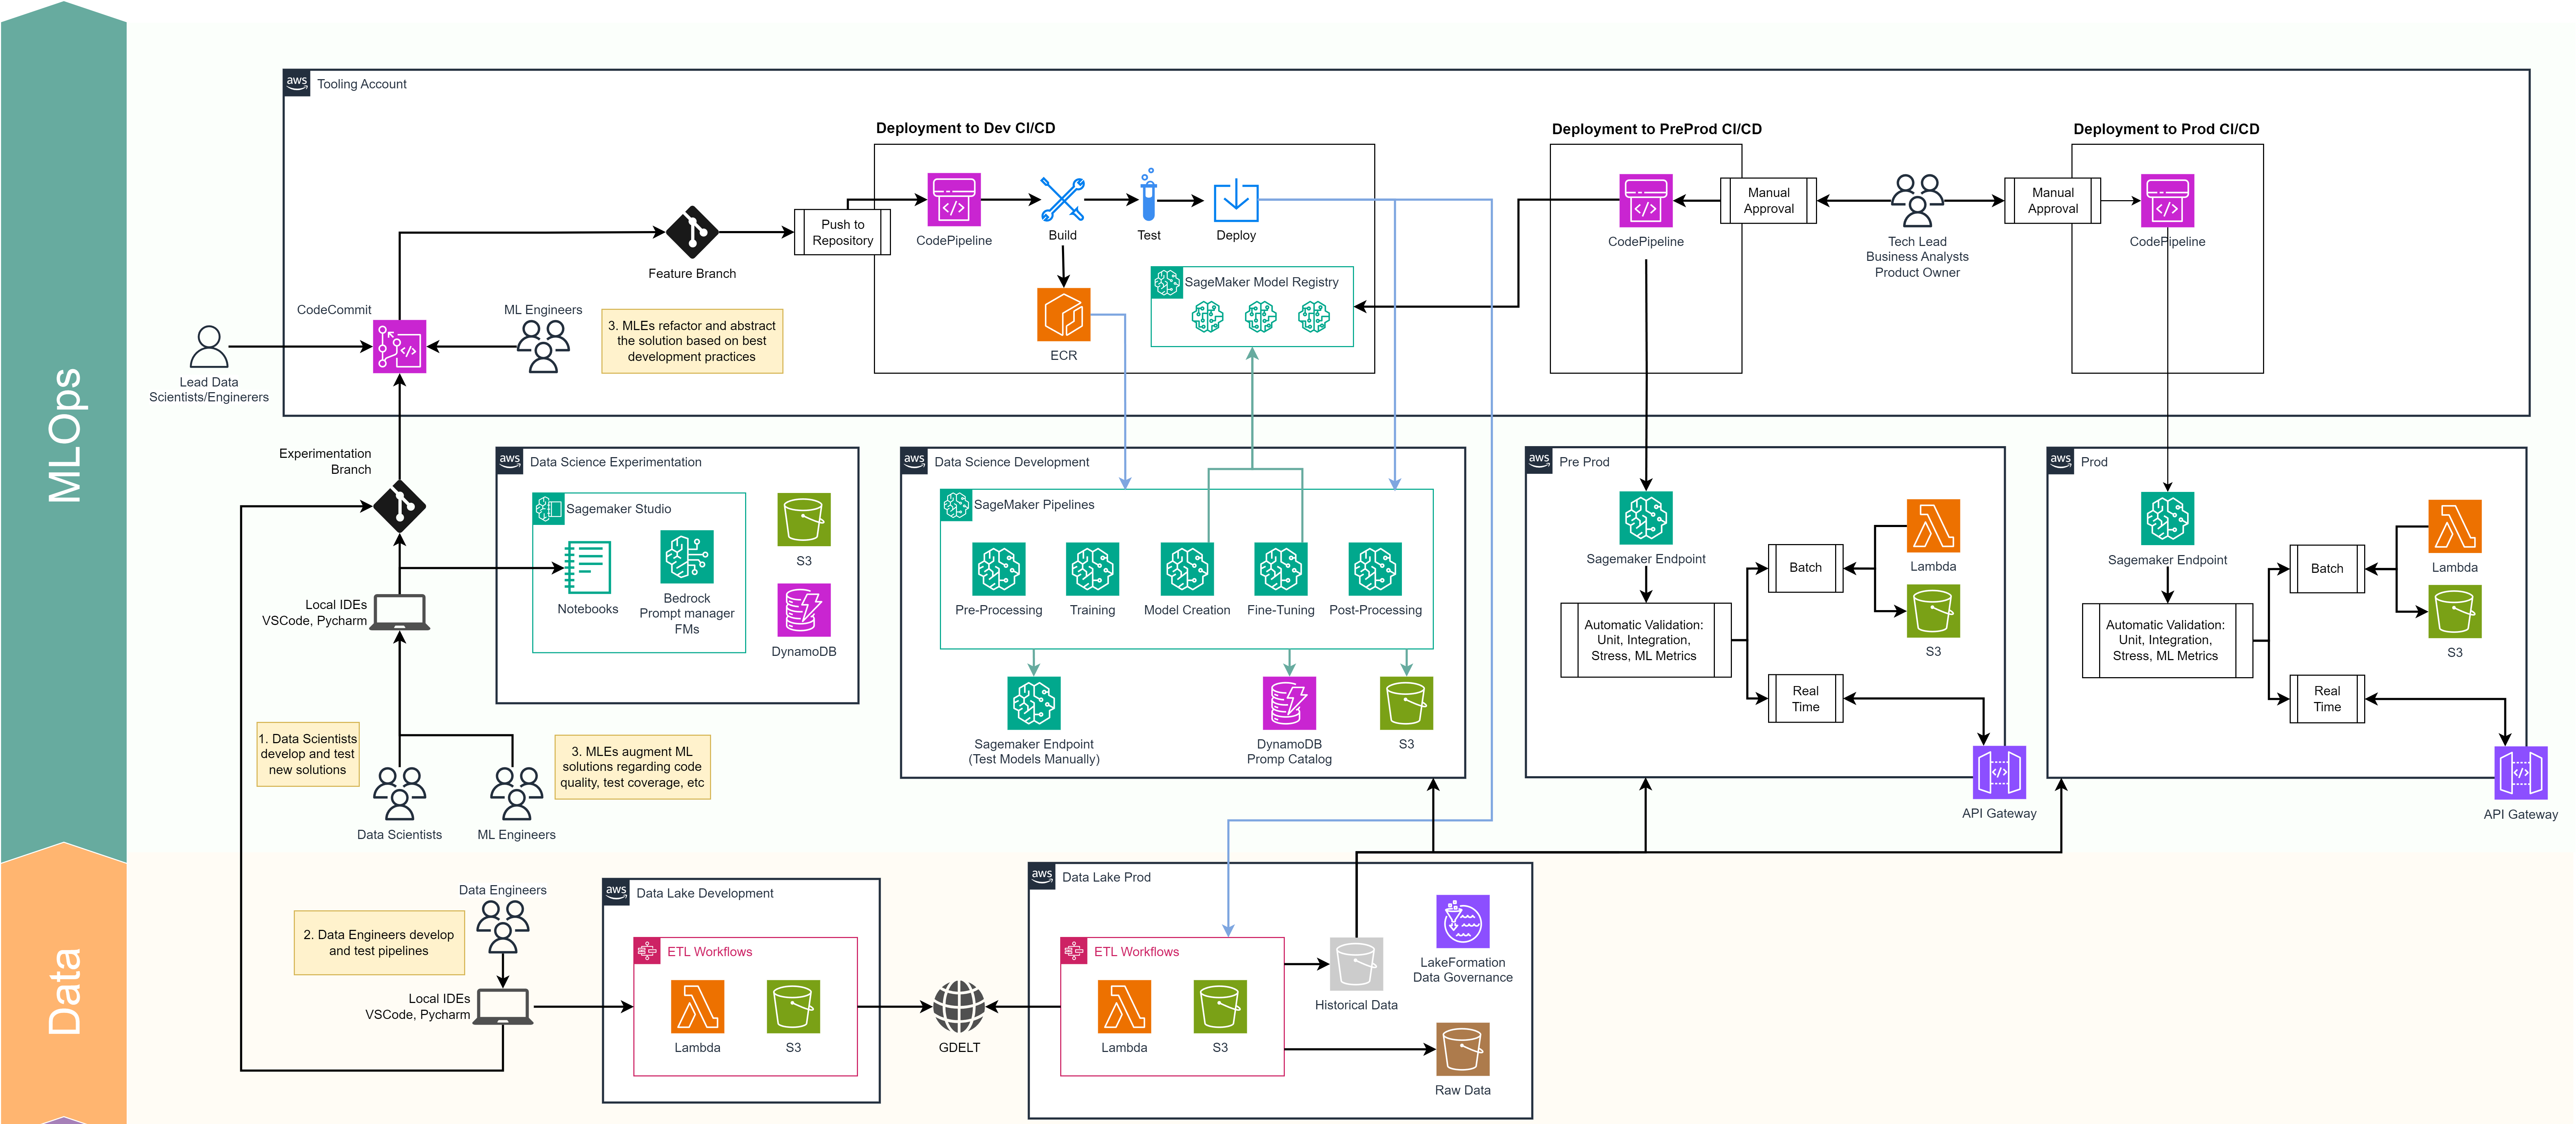 MLOps
Data
aws
Tooling Account
Deployment to Dev CI/CD
Deployment to PreProd CI/CD
Deployment to Prod CI/CD
Push to
Repository
CodePipeline
Build
Test
Deploy
CodePipeline
Manual
Approval
Tech Lead
Business Analysts
Product Owner
Manual
Approval
CodePipeline
Feature Branch
SageMaker Model Registry
ECR
CodeCommit
ML Engineers
3. MLEs refactor and abstract
the solution based on best
development practices
Lead Data
Scientists/Enginerers
Experimentation
Branch
aws
Data Science Experimentation
Sagemaker Studio
Notebooks
Bedrock
Prompt manager
FMs
S3
DynamoDB
aws
Data Science Development
SageMaker Pipelines
Pre-Processing
Training
Model Creation
Fine-Tuning
Post-Processing
Sagemaker Endpoint
(Test Models Manually)
DynamoDB
Promp Catalog
S3
aws
Pre Prod
Sagemaker Endpoint
Automatic Validation:
Unit, Integration,
Stress, ML Metrics
Batch
Lambda
S3
Real
Time
API Gateway
aws
Prod
Sagemaker Endpoint
Automatic Validation:
Unit, Integration,
Stress, ML Metrics
Batch
Lambda
S3
Real
Time
API Gateway
Local IDEs
VSCode, Pycharm
1. Data Scientists
develop and test
new solutions
3. MLEs augment ML
solutions regarding code
quality, test coverage, etc
Data Scientists
ML Engineers
Data Engineers
2. Data Engineers develop
and test pipelines
Local IDEs
VSCode, Pycharm
aws
Data Lake Development
ETL Workflows
Lambda
S3
GDELT
aws
Data Lake Prod
ETL Workflows
Lambda
S3
Historical Data
LakeFormation
Data Governance
Raw Data